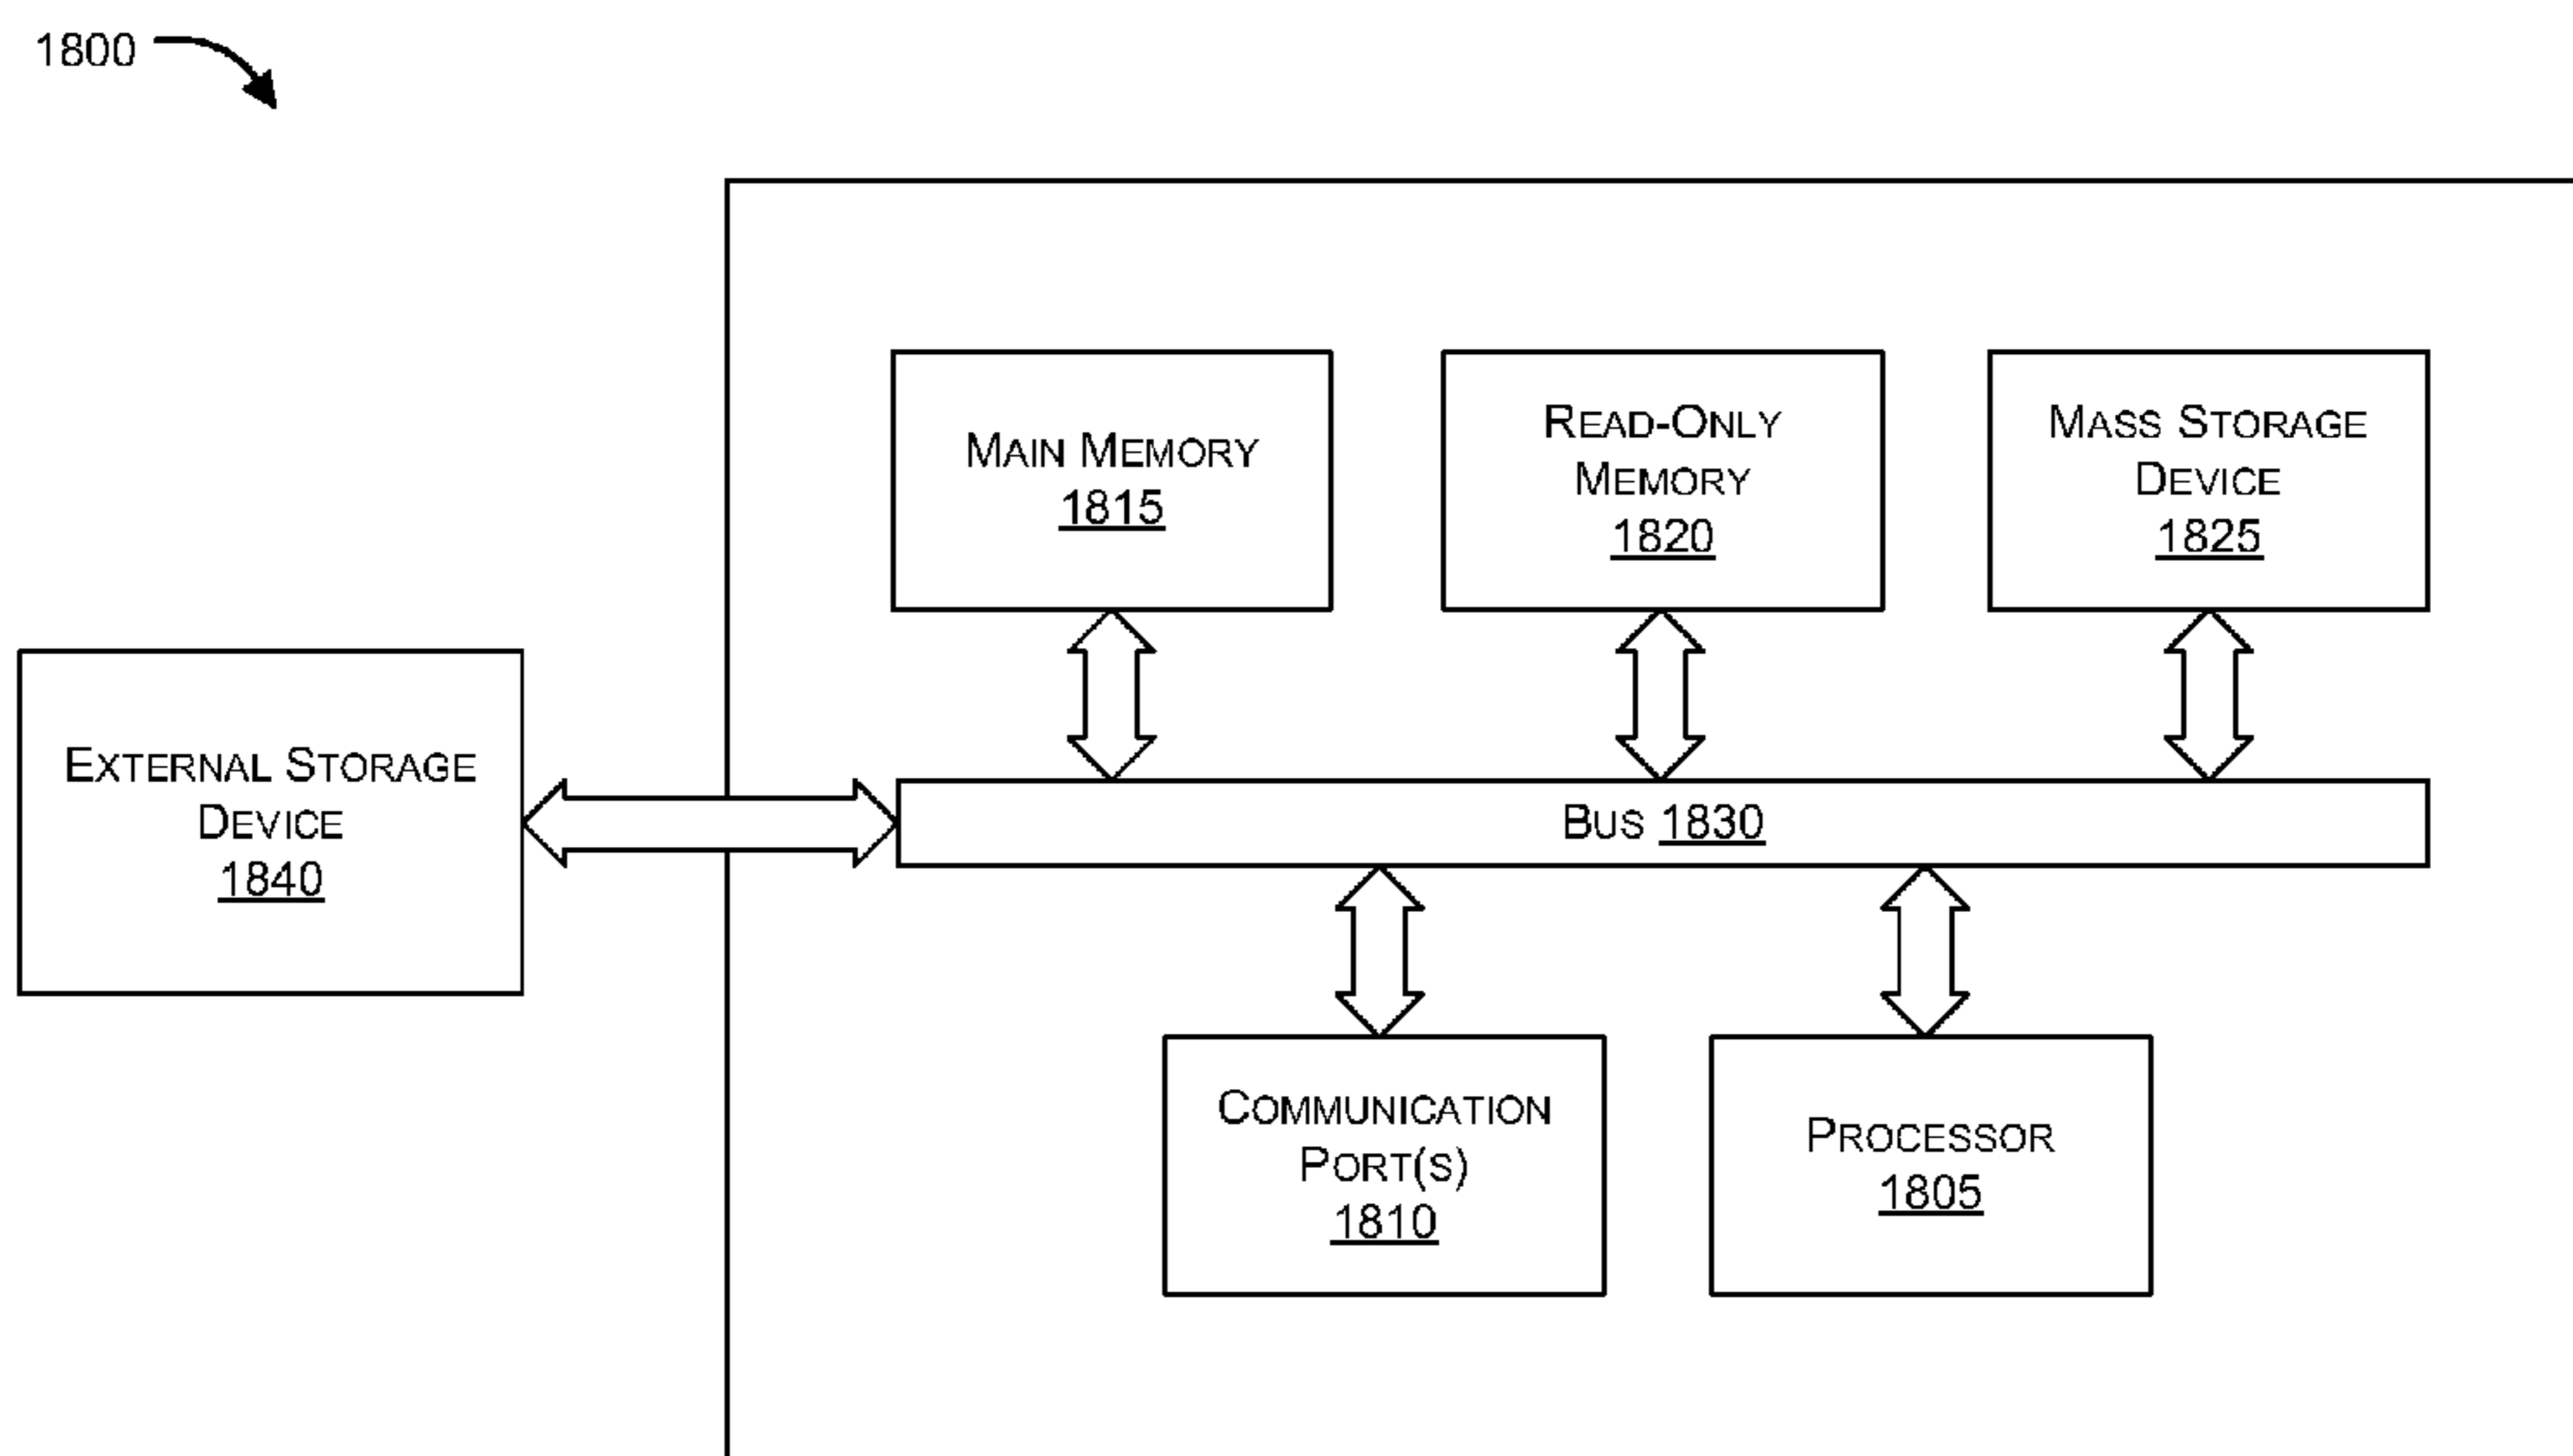 1800
MAIN MEMORY
1815
READ-ONLY
MEMORY
1820
MASS STORAGE
DEVICE
1825
EXTERNAL STORAGE
DEVICE
1840
BUS 1830
COMMUNICATION
PORT(S)
1810
PROCESSOR
1805